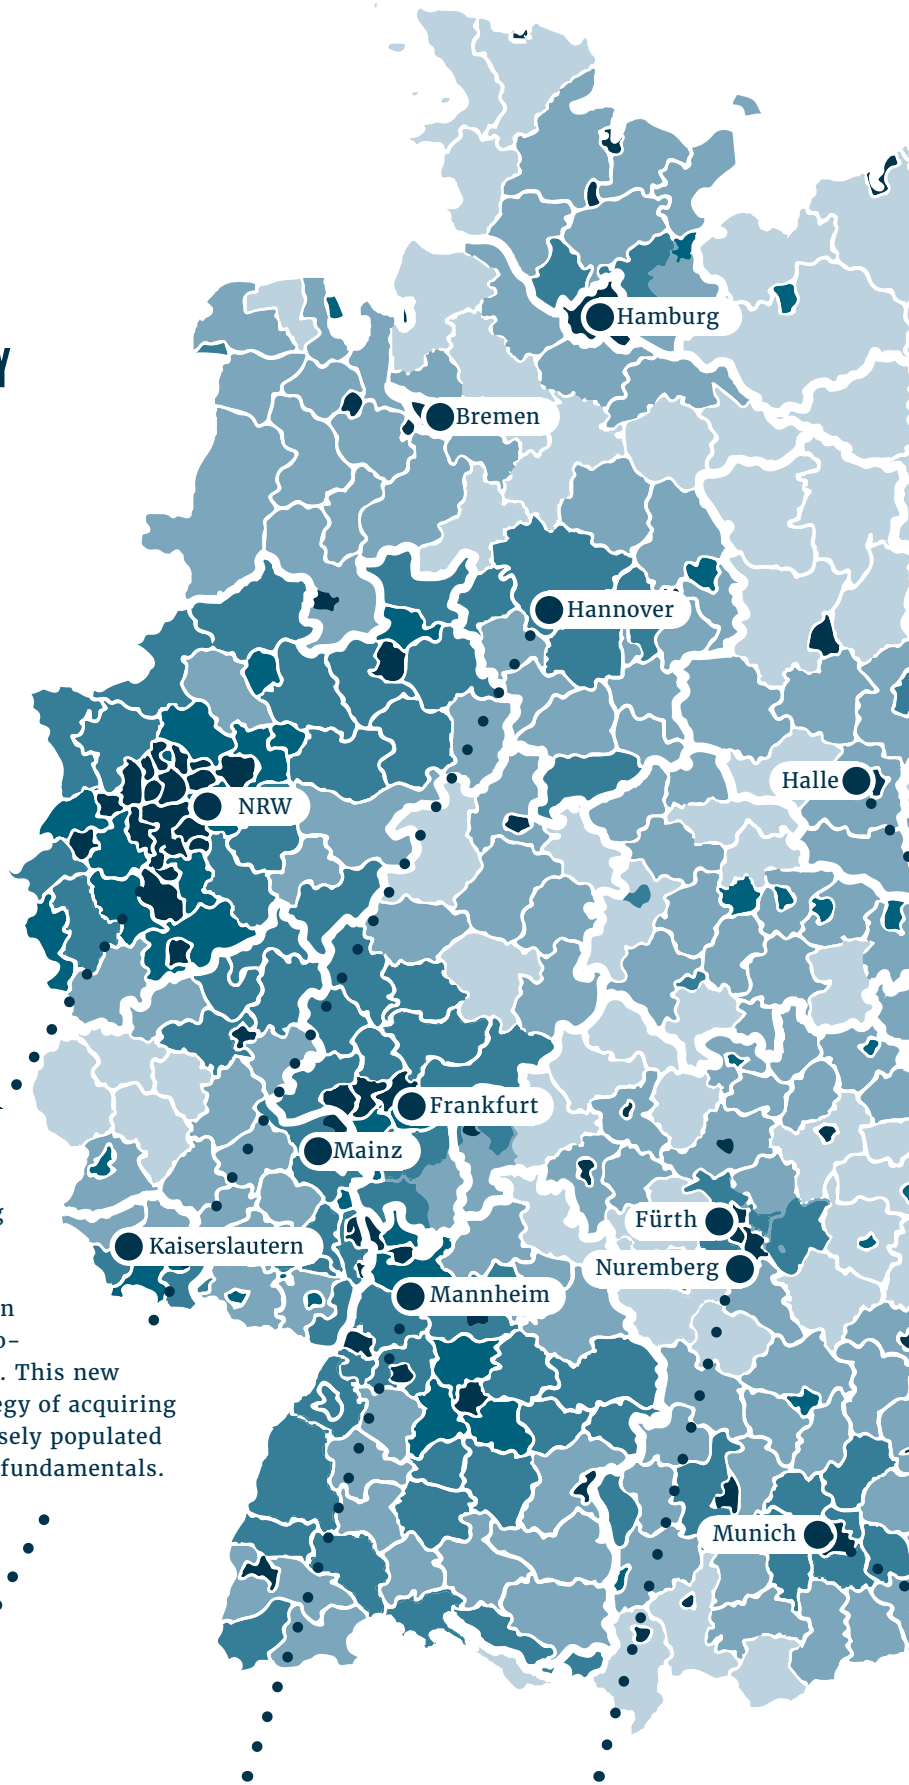 Y
Hamburg
Bremen
Hannover
Halle
NRW
Frankfurt
Mainz
g
Fürth
Kaiserslautern
Nuremberg
Mannheim
n
o-
. This new
egy of acquiring
sely populated
fundamentals.
Munich